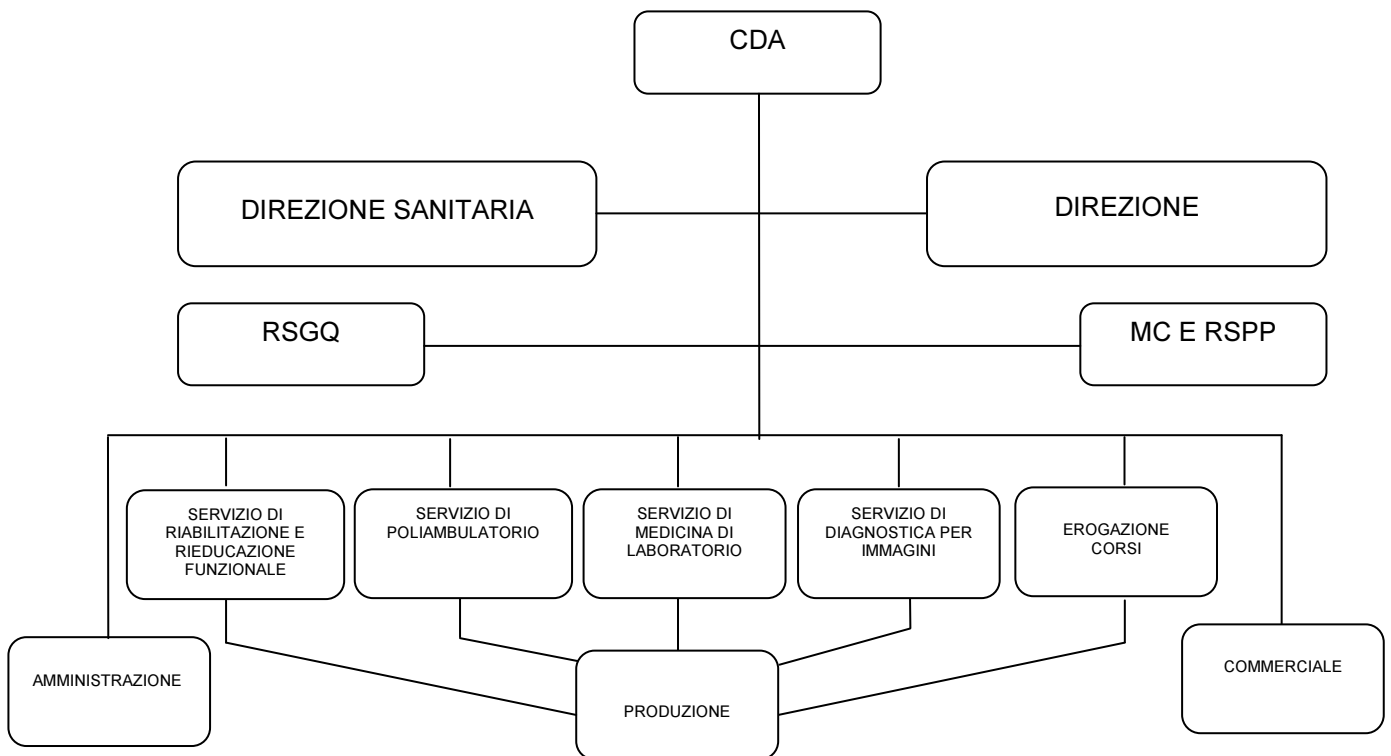 CDA
DIREZIONE SANITARIA
DIREZIONE
RSGQ
MC E RSPP
SERVIZIO DI
RIABILITAZIONE E
RIEDUCAZIONE
FUNZIONALE
SERVIZIO DI
POLIAMBULATORIO
SERVIZIO DI
MEDICINA DI
LABORATORIO
SERVIZIO DI
DIAGNOSTICA PER
IMMAGINI
EROGAZIONE
CORSI
AMMINISTRAZIONE
PRODUZIONE
COMMERCIALE